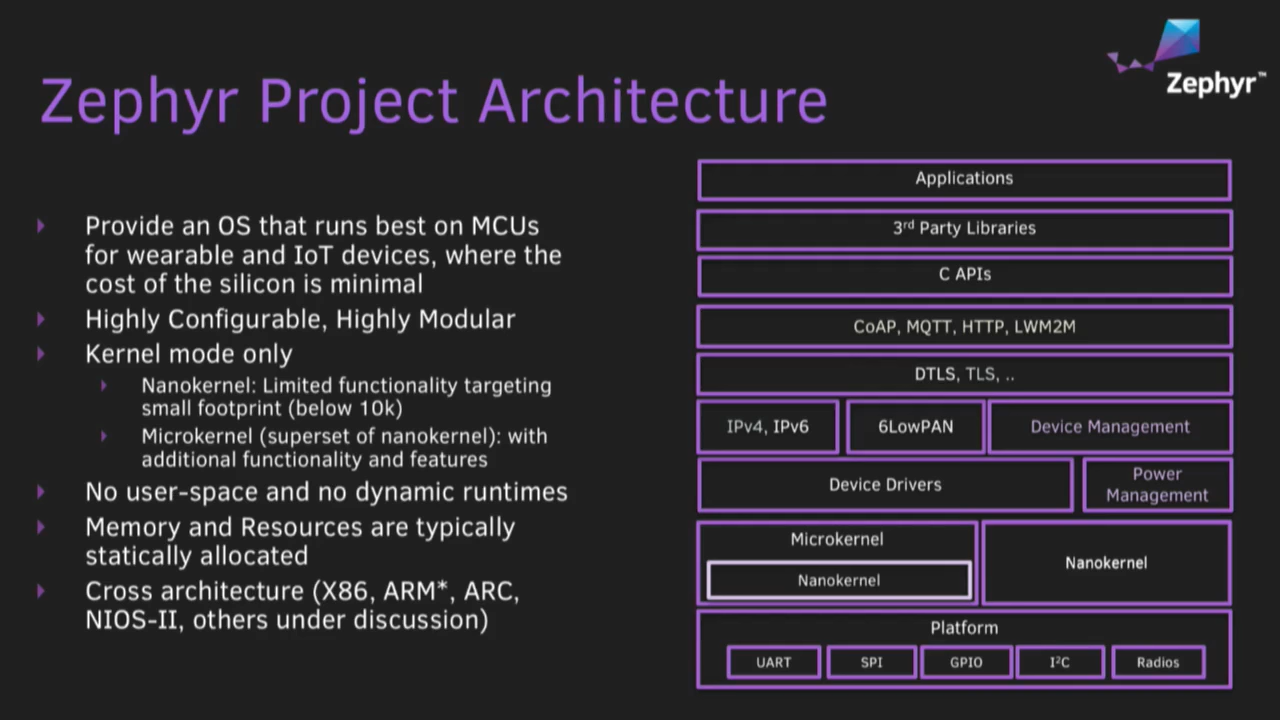 Zephyr™
Zephyr Project Architecture
Provide an OS that runs best on MCUs
for wearable and IoT devices, where the
cost of the silicon is minimal
Highly Configurable, Highly Modular
Kernel mode only
Nanokernel: Limited functionality targeting
small footprint (below 10k)
Microkernel (superset of nanokernel): with
additional functionality and features
No user-space and no dynamic runtimes
Memory and Resources are typically
statically allocated
Cross architecture (X86, ARM*, ARC,
NIOS-II, others under discussion)
Applications
3rd Party Libraries
C APIs
CoAP, MQTT, HTTP, LWM2M
DTLS, TLS, ..
IPv4, IPv6
6LowPAN
Device Management
Device Drivers
Power
Management
Microkernel
Nanokernel
Nanokernel
Platform
UART
SPI
GPIO
I²C
Radios